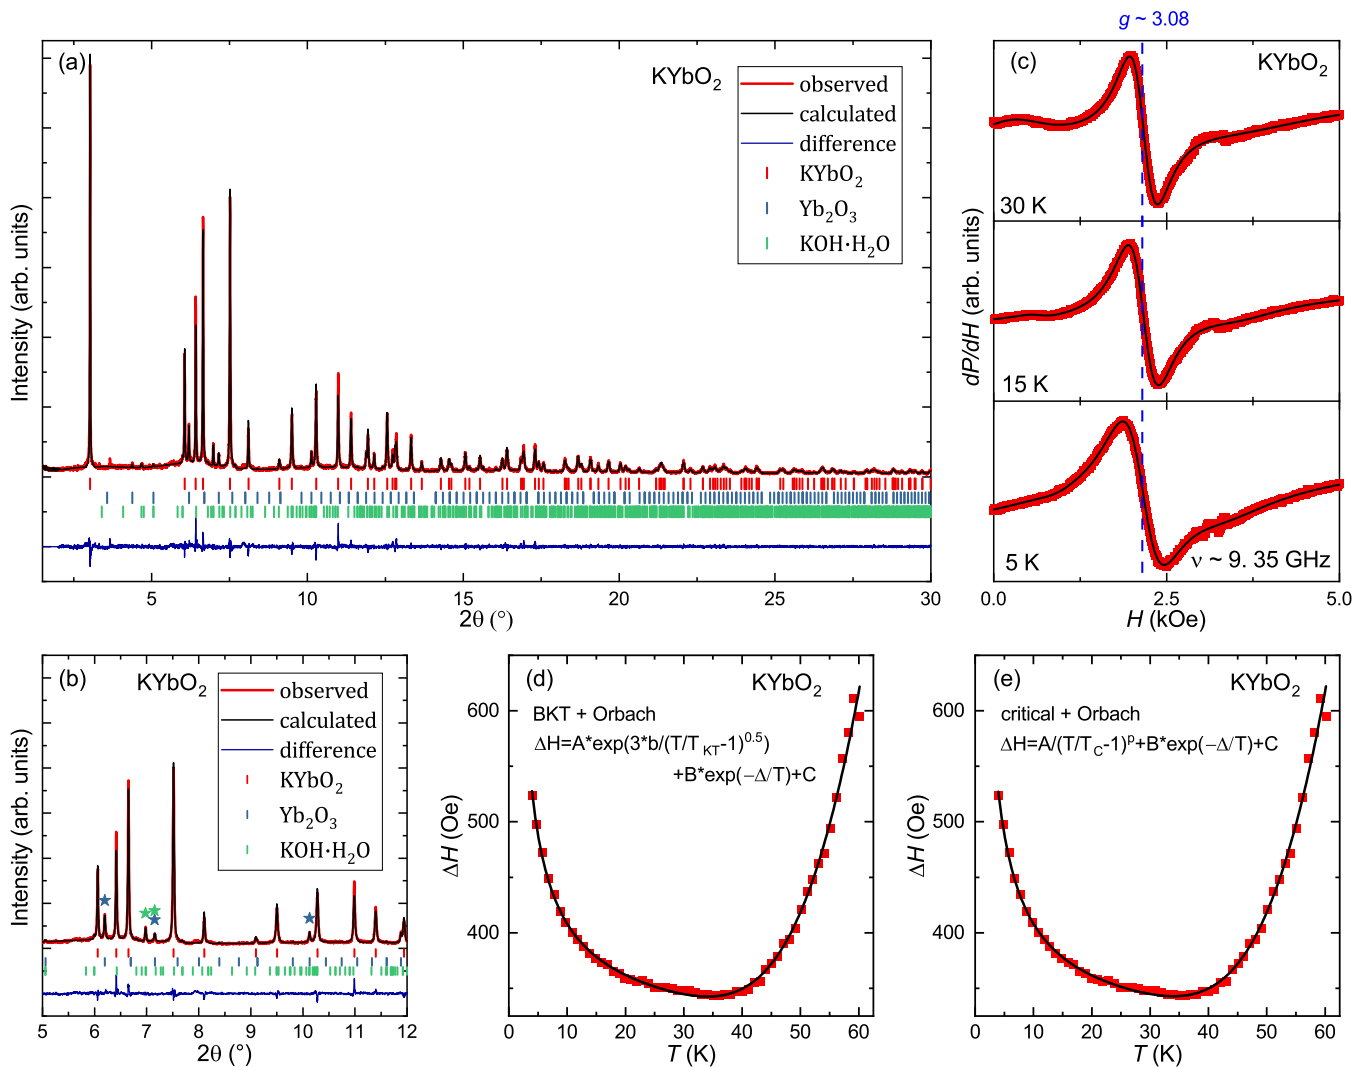 (a)
KYbO2
observed
calculated
difference
KYbO2
Yb2O3
KOH·H2O
Intensity (arb. units)
5
10
15
20
25
30
2θ (°)
g ~ 3.08
(c)
KYbO2
30 K
15 K
5 K
ν ~ 9. 35 GHz
dP/dH (arb. units)
0.0
2.5
5.0
H (kOe)
(b)
KYbO2
observed
calculated
difference
KYbO2
Yb2O3
KOH·H2O
Intensity (arb. units)
5
6
7
8
9
10
11
12
2θ (°)
(d)
KYbO2
BKT + Orbach
ΔH=A*exp(3*b/(T/TKT-1)0.5)
+B*exp(−Δ/T)+C
600
500
400
ΔH (Oe)
0
10
20
30
40
50
60
T (K)
(e)
KYbO2
critical + Orbach
ΔH=A/(T/TC-1)p+B*exp(−Δ/T)+C
600
500
400
ΔH (Oe)
0
10
20
30
40
50
60
T (K)